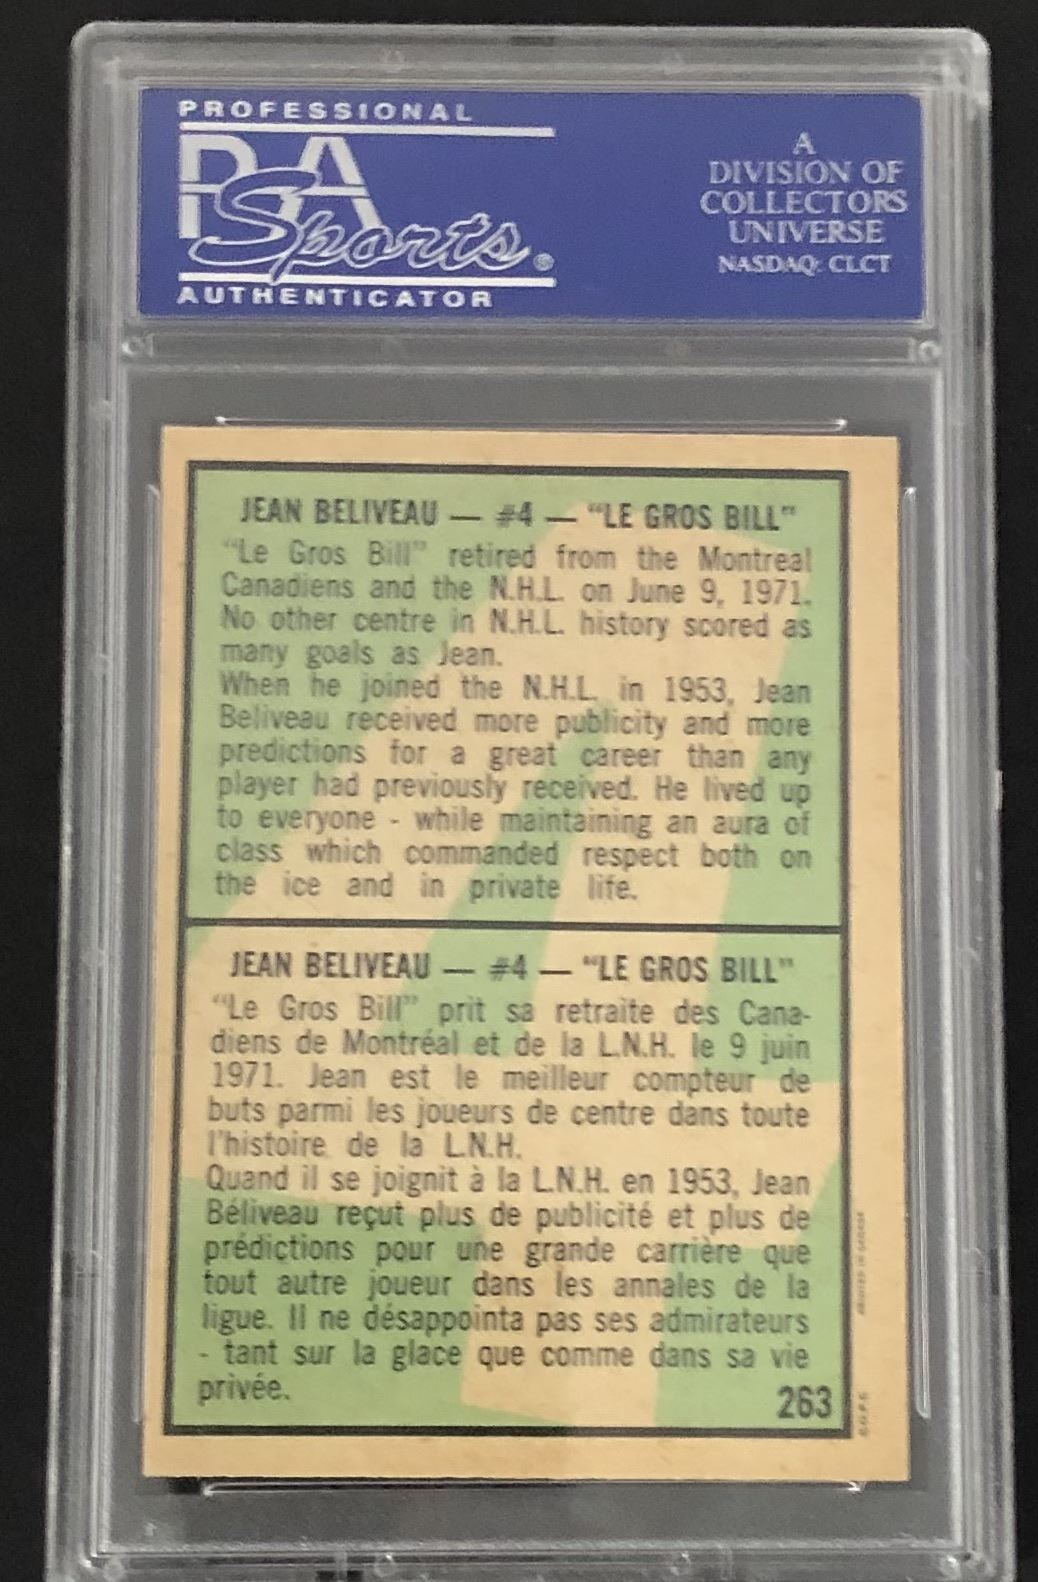 PROFESSIONAL
PSA
Sports®
AUTHENTICATOR
A
DIVISION OF
COLLECTORS
UNIVERSE
NASDAQ: CLCT
JEAN BELIVEAU — #4 — "LE GROS BILL"
"Le Gros Bill" retired from the Montreal
Canadiens and the N.H.L. on June 9, 1971.
No other centre in N.H.L. history scored as
many goals as Jean.
When he joined the N.H.L. in 1953, Jean
Beliveau received more publicity and more
predictions for a great career than any
player had previously received. He lived up
to everyone - while maintaining an aura of
class which commanded respect both on
the ice and in private life.
JEAN BELIVEAU — #4 — "LE GROS BILL"
"Le Gros Bill" prit sa retraite des Cana-
diens de Montréal et de la L.N.H. le 9 juin
1971. Jean est le meilleur compteur de
buts parmi les joueurs de centre dans toute
l'histoire de la L.N.H.
Quand il se joignit à la L.N.H. en 1953, Jean
Béliveau reçut plus de publicité et plus de
prédictions pour une grande carrière que
tout autre joueur dans les annales de la
ligue. Il ne désappointa pas ses admirateurs
- tant sur la glace que comme dans sa vie
privée.
263